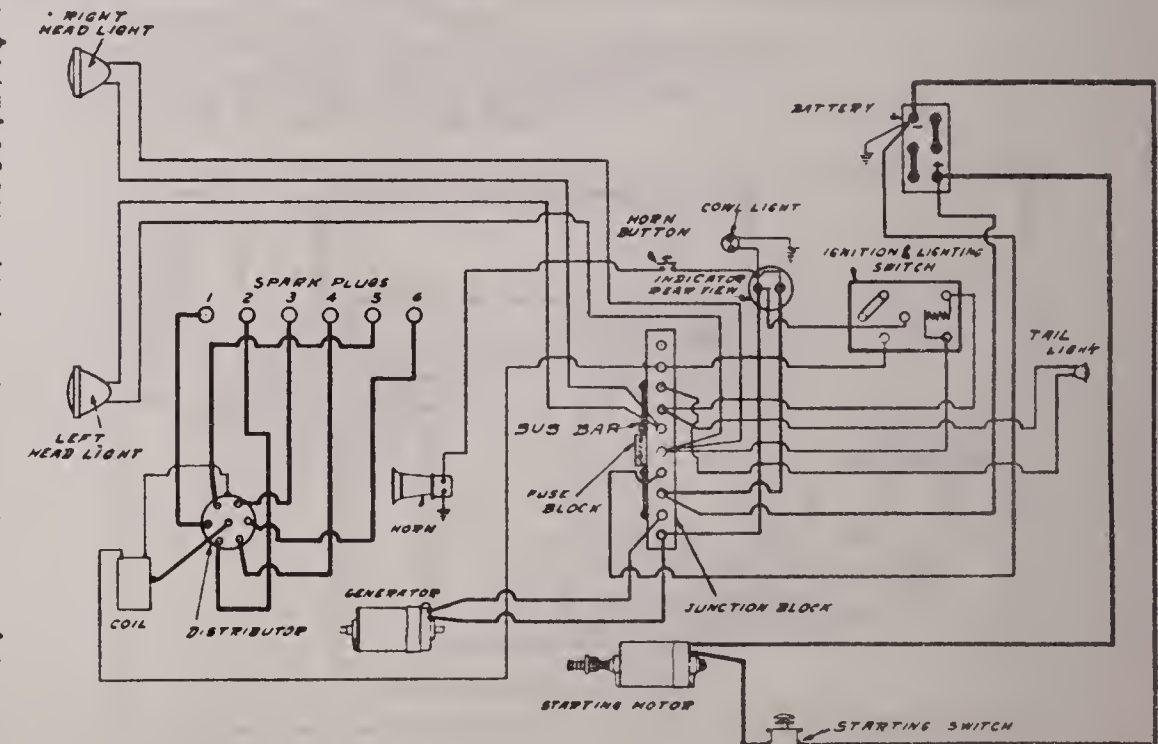 RIGHT
HEAD LIGHT
BATTERY
COWL LIGHT
HORN
BUTTON
IGNITION & LIGHTING
SWITCH
INDICATOR
REAR VIEW
SPARK PLUGS
1 2 3 4 5 6
TAIL
LIGHT
BUS BAR
LEFT
HEAD LIGHT
FUSE
BLOCK
HORN
GENERATOR
JUNCTION BLOCK
COIL
DISTRIBUTOR
STARTING MOTOR
STARTING SWITCH
- +